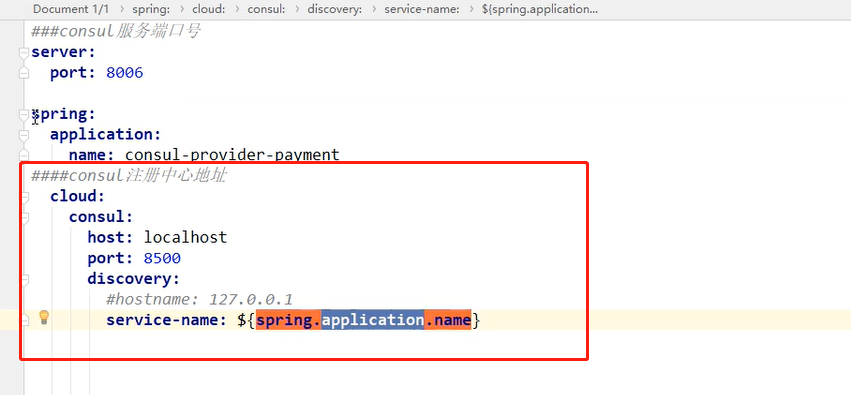 Document 1/1 › spring: › cloud: › consul: › discovery: › service-name: › ${spring.application...
###consul服务端口号
server:
  port: 8006
spring:
  application:
    name: consul-provider-payment
####consul注册中心地址
  cloud:
    consul:
      host: localhost
      port: 8500
      discovery:
        #hostname: 127.0.0.1
        service-name: ${spring.application.name}